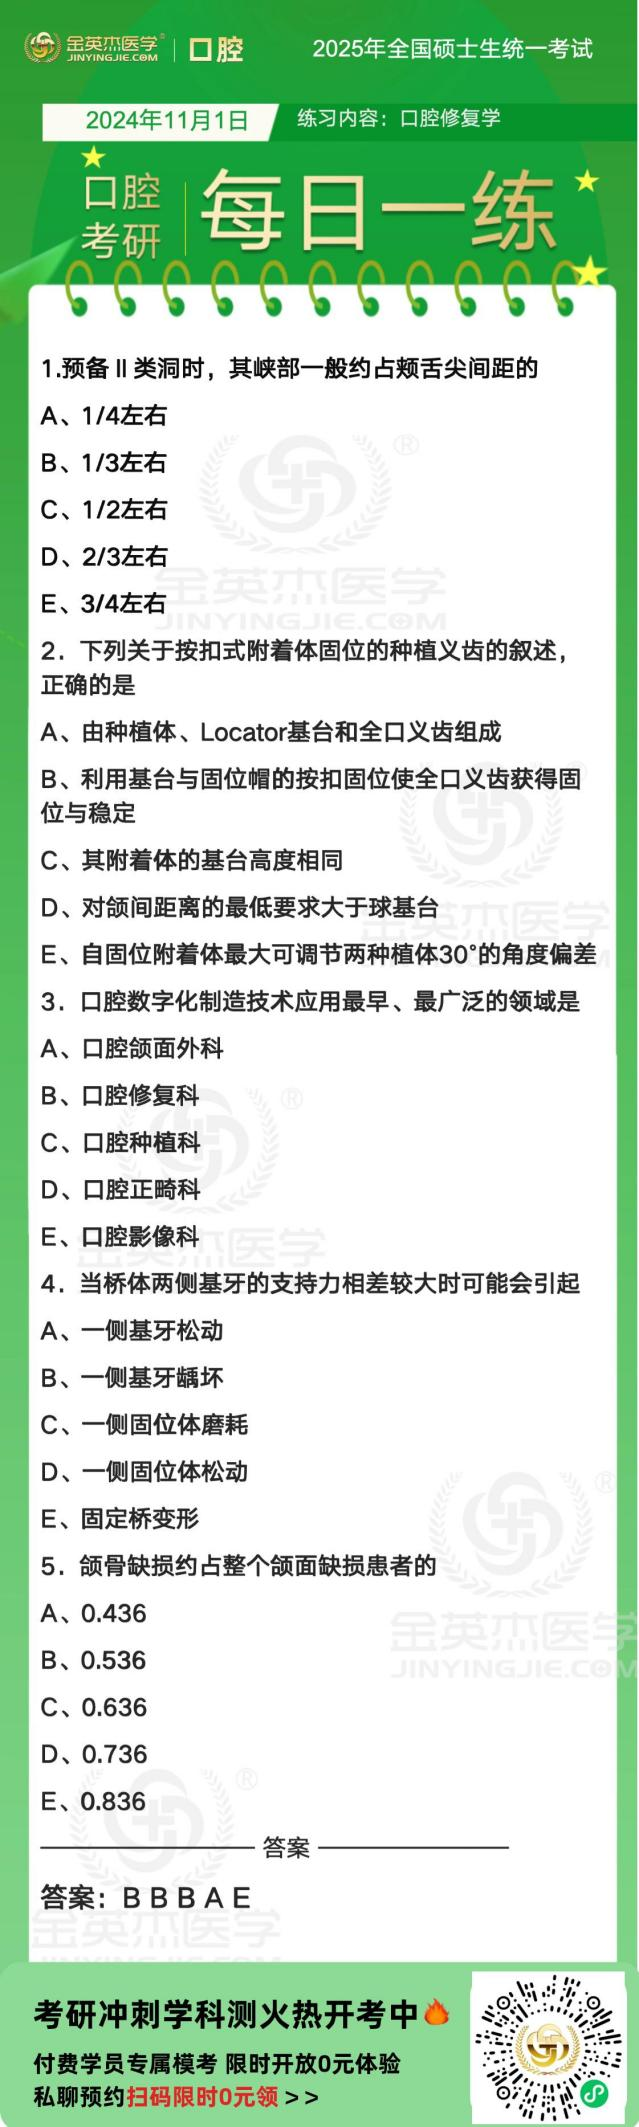 金英杰医学®
JINYINGJIE.COM
口腔
2025年全国硕士生统一考试
2024年11月1日
练习内容：口腔修复学
口腔
考研
每日一练
1.预备Ⅱ类洞时，其峡部一般约占颊舌尖间距的
A、1/4左右
B、1/3左右
C、1/2左右
D、2/3左右
E、3/4左右
2．下列关于按扣式附着体固位的种植义齿的叙述，
正确的是
A、由种植体、Locator基台和全口义齿组成
B、利用基台与固位帽的按扣固位使全口义齿获得固
位与稳定
C、其附着体的基台高度相同
D、对颌间距离的最低要求大于球基台
E、自固位附着体最大可调节两种植体30°的角度偏差
3．口腔数字化制造技术应用最早、最广泛的领域是
A、口腔颌面外科
B、口腔修复科
C、口腔种植科
D、口腔正畸科
E、口腔影像科
4．当桥体两侧基牙的支持力相差较大时可能会引起
A、一侧基牙松动
B、一侧基牙龋坏
C、一侧固位体磨耗
D、一侧固位体松动
E、固定桥变形
5．颌骨缺损约占整个颌面缺损患者的
A、0.436
B、0.536
C、0.636
D、0.736
E、0.836
答案
答案：B B B A E
考研冲刺学科测火热开考中
付费学员专属模考 限时开放0元体验
私聊预约扫码限时0元领 > >